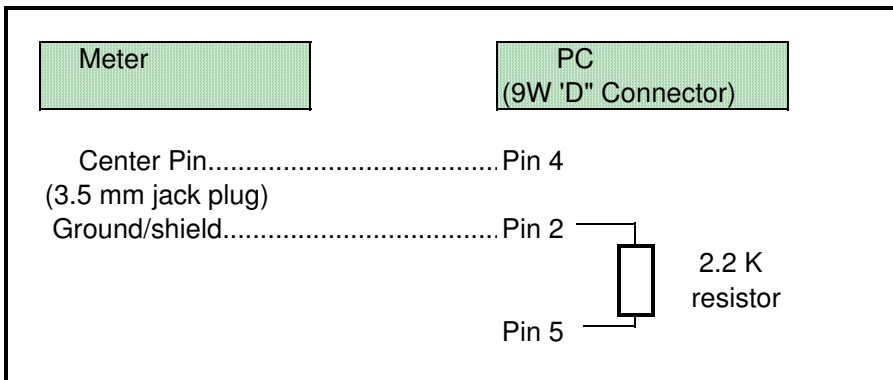 Meter
PC
(9W 'D" Connector)
Center Pin....................................... Pin 4
(3.5 mm jack plug)
Ground/shield..................................... Pin 2
2.2 K
resistor
Pin 5